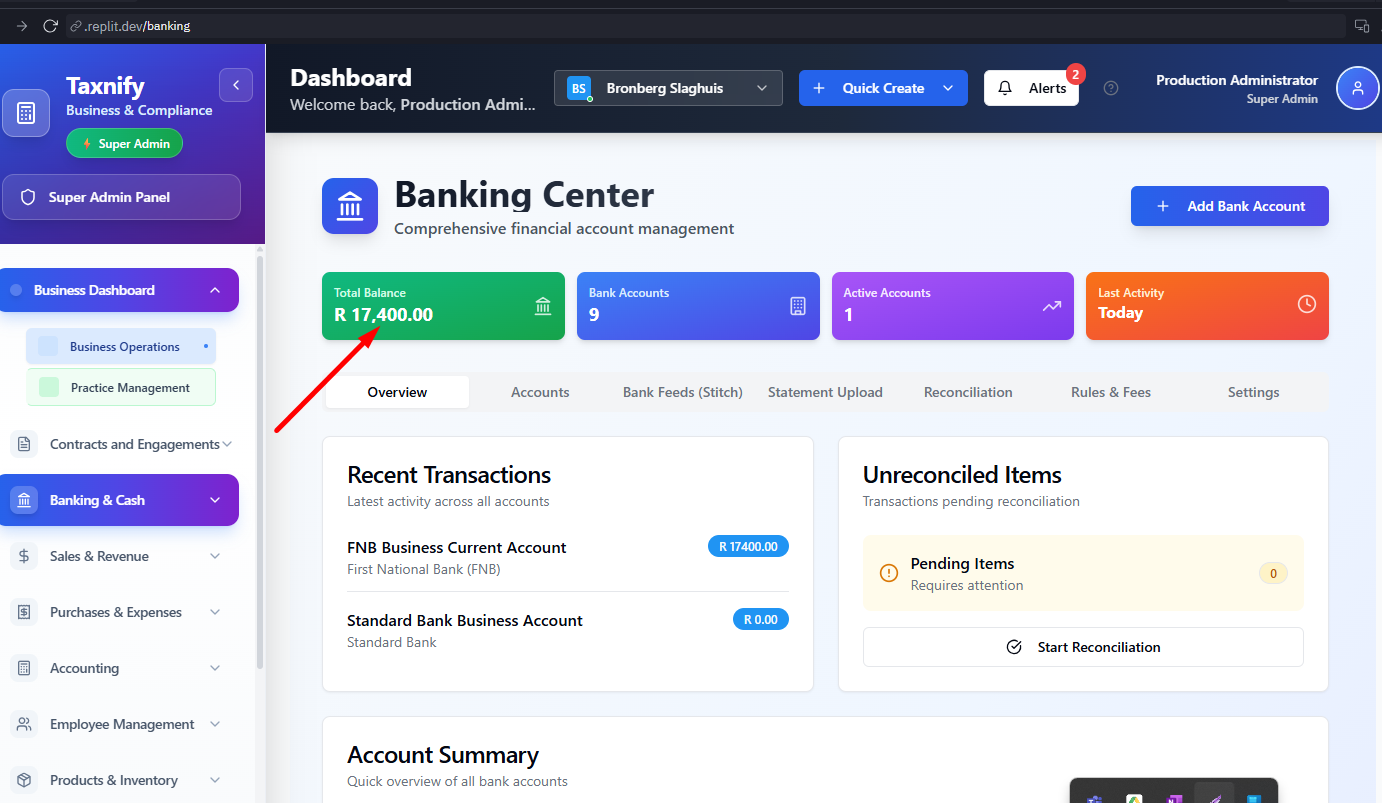 .replit.dev/banking
Taxnify
Business & Compliance
Super Admin
Super Admin Panel
Business Dashboard
Business Operations
Practice Management
Contracts and Engagements
Banking & Cash
Sales & Revenue
Purchases & Expenses
Accounting
Employee Management
Products & Inventory
Dashboard
Welcome back, Production Admi...
BS
Bronberg Slaghuis
Quick Create
Alerts
2
Production Administrator
Super Admin
Banking Center
Comprehensive financial account management
Add Bank Account
Total Balance
R 17,400.00
Bank Accounts
9
Active Accounts
1
Last Activity
Today
Overview
Accounts
Bank Feeds (Stitch)
Statement Upload
Reconciliation
Rules & Fees
Settings
Recent Transactions
Latest activity across all accounts
FNB Business Current Account
R 17400.00
First National Bank (FNB)
Standard Bank Business Account
R 0.00
Standard Bank
Unreconciled Items
Transactions pending reconciliation
Pending Items
0
Requires attention
Start Reconciliation
Account Summary
Quick overview of all bank accounts